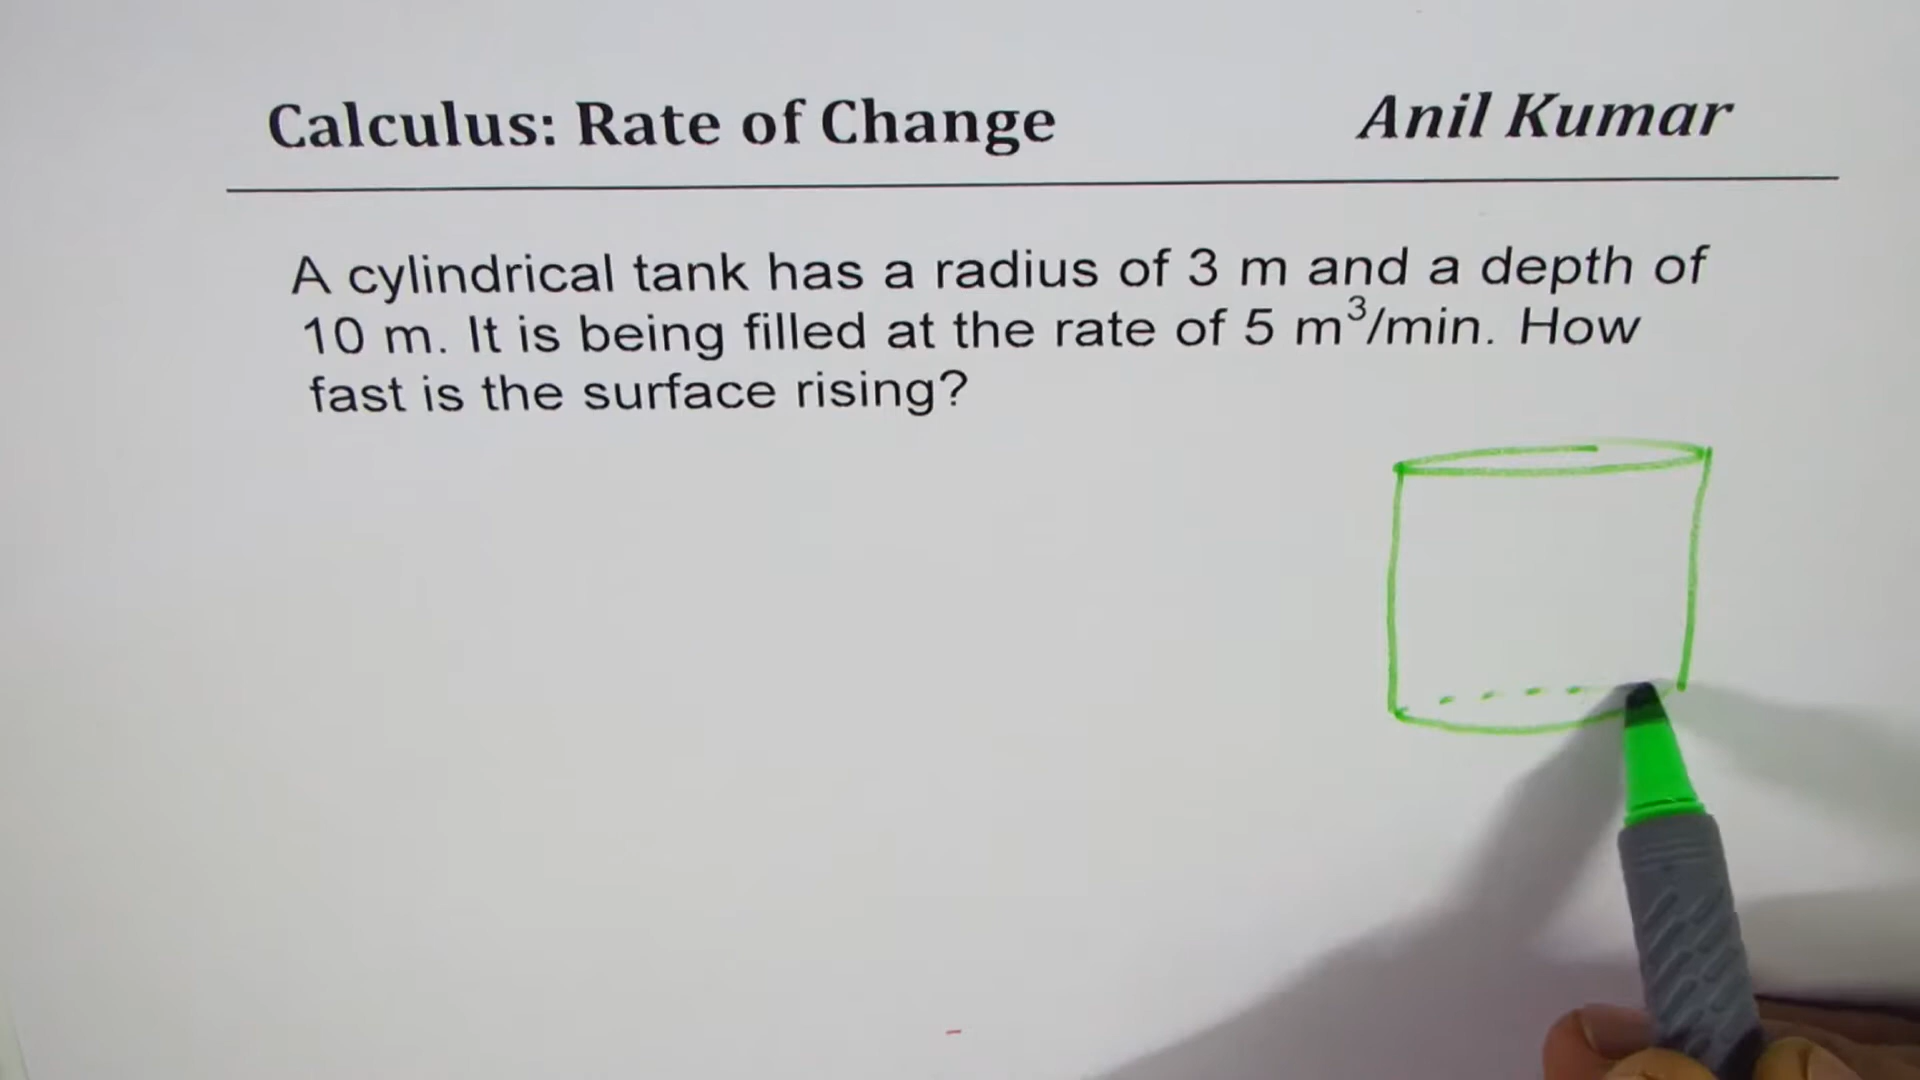 Calculus: Rate of Change Anil Kumar
A cylindrical tank has a radius of 3 m and a depth of
10 m. It is being filled at the rate of 5 m³/min. How
fast is the surface rising?